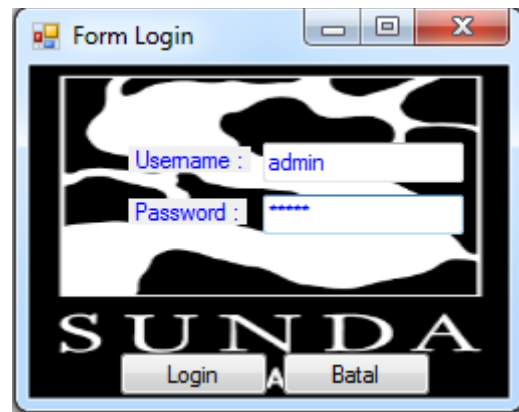 Form Login
Username : admin
Password : *****
SUNDA
Login A Batal